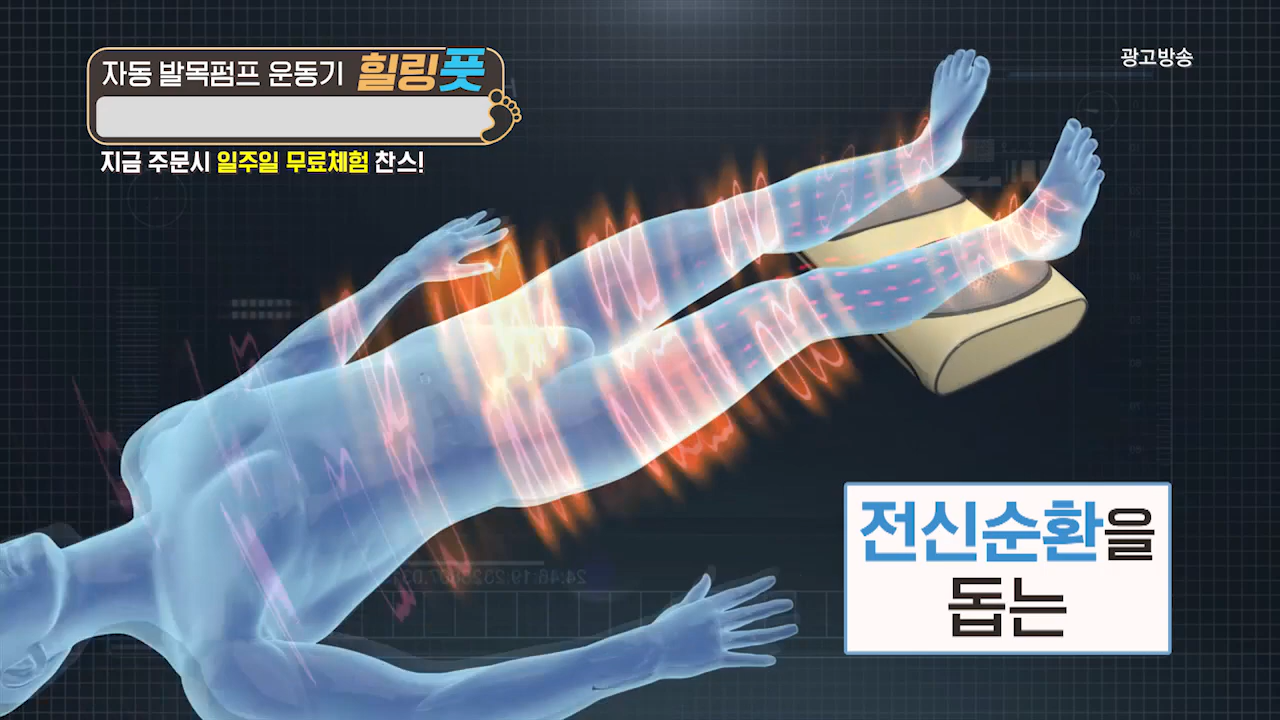 자동 발목펌프 운동기 힐링풋
광고방송
지금 주문시 일주일 무료체험 찬스!
전신순환을
돕는